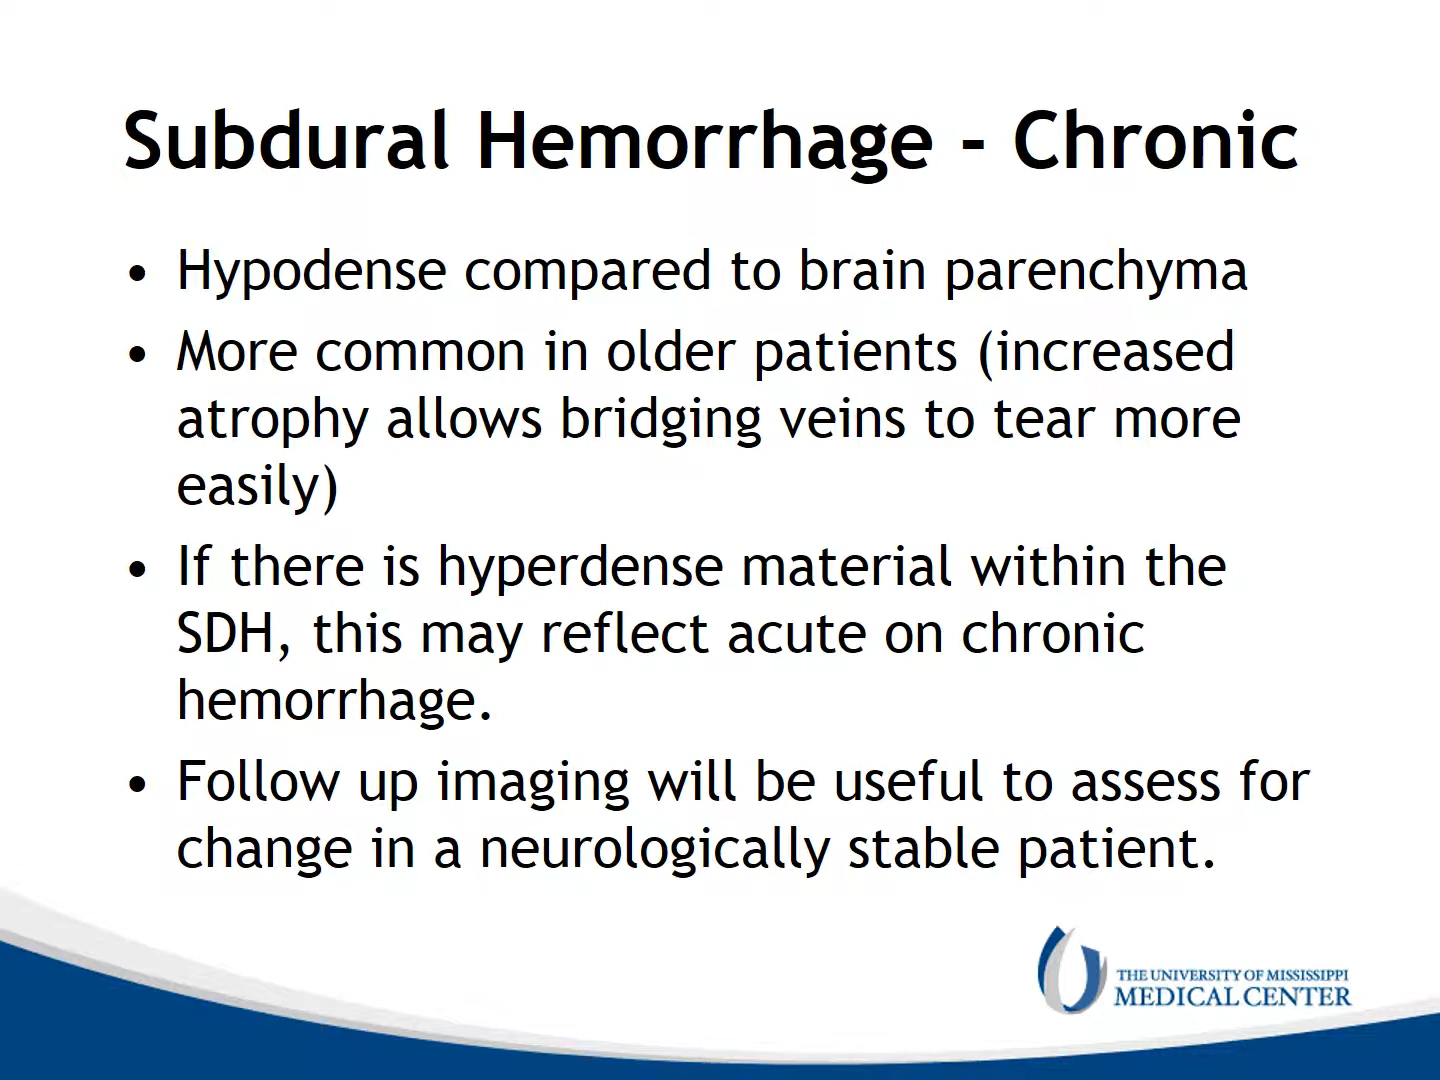 Subdural Hemorrhage - Chronic
• Hypodense compared to brain parenchyma
• More common in older patients (increased
atrophy allows bridging veins to tear more
easily)
• If there is hyperdense material within the
SDH, this may reflect acute on chronic
hemorrhage.
• Follow up imaging will be useful to assess for
change in a neurologically stable patient.
THE UNIVERSITY OF MISSISSIPPI
MEDICAL CENTER